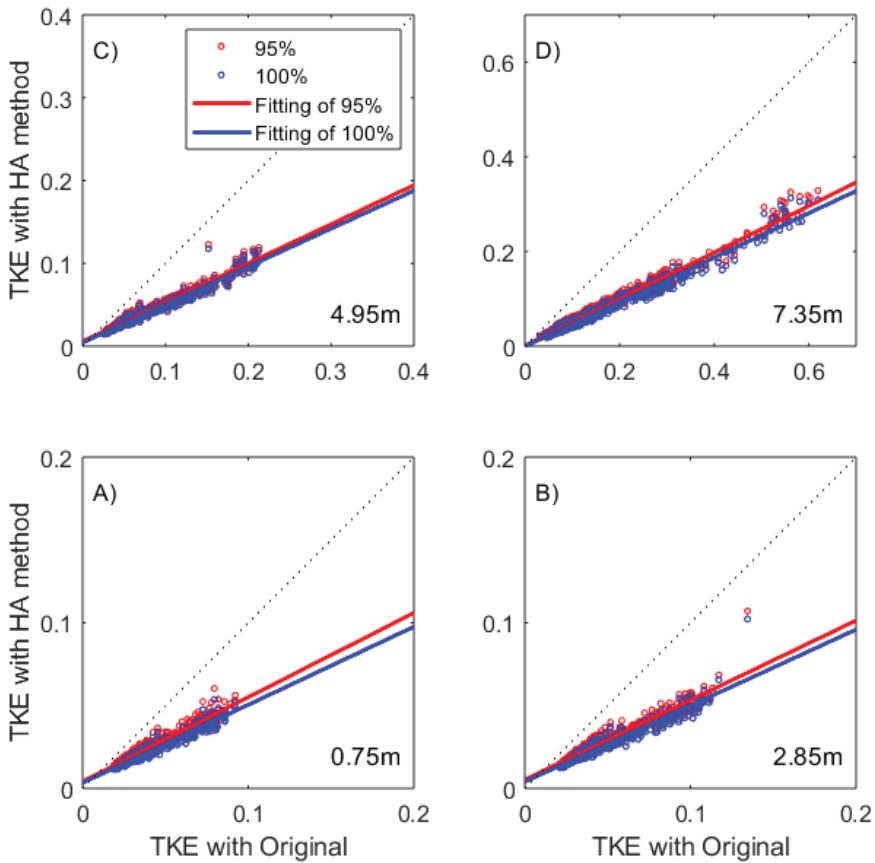 C)
95%
100%
Fitting of 95%
Fitting of 100%
0.4
0.3
0.2
0.1
0
TKE with HA method
4.95m
0 0.1 0.2 0.3 0.4
D)
0.6
0.4
0.2
0
7.35m
0 0.2 0.4 0.6
A)
0.2
0.1
0
TKE with HA method
0.75m
0 0.1 0.2
TKE with Original
B)
0.2
0.1
0
2.85m
0 0.1 0.2
TKE with Original